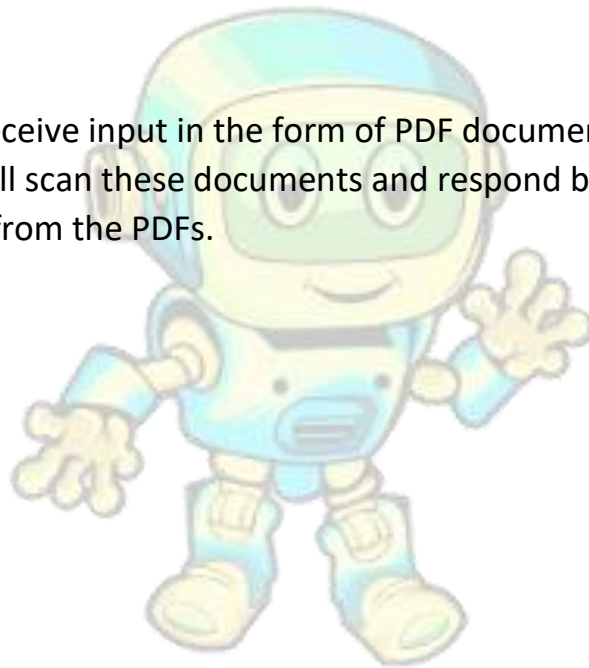 ceive input in the form of PDF documen
ll scan these documents and respond b
from the PDFs.